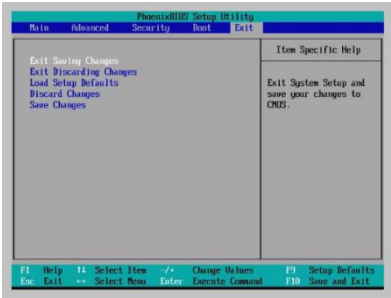 PhoenixBIOS Setup Utility
Main Advanced Security Boot Exit
Item Specific Help
Exit Saving Changes
Exit Discarding Changes
Load Setup Defaults
Discard Changes
Save Changes
Exit System Setup and
save your changes to
CMOS.
F1 Help ↑↓ Select Item -/+ Change Values F9 Setup Defaults
Esc Exit ↔ Select Menu Enter Execute Command F10 Save and Exit